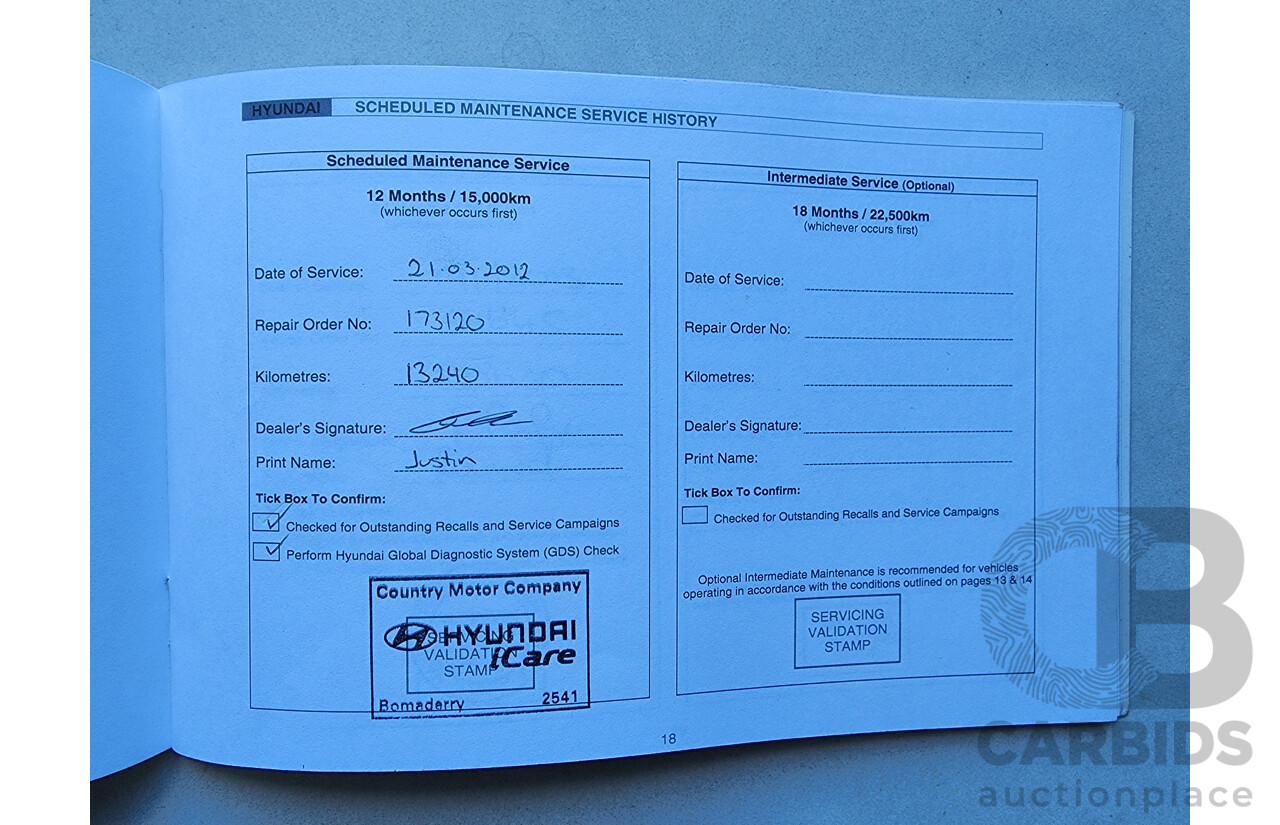 HYUNDAI
SCHEDULED MAINTENANCE SERVICE HISTORY
Scheduled Maintenance Service
12 Months / 15,000km
(whichever occurs first)
Date of Service: 21.03.2012
Repair Order No: 173120
Kilometres: 13240
Dealer's Signature:
Print Name: Justin
Tick Box To Confirm:
Checked for Outstanding Recalls and Service Campaigns
Perform Hyundai Global Diagnostic System (GDS) Check
Country Motor Company
HYUNDAI
iCare
SERVICING
VALIDATION
STAMP
Bomaderry 2541
Intermediate Service (Optional)
18 Months / 22,500km
(whichever occurs first)
Date of Service:
Repair Order No:
Kilometres:
Dealer's Signature:
Print Name:
Tick Box To Confirm:
Checked for Outstanding Recalls and Service Campaigns
Optional Intermediate Maintenance is recommended for vehicles
operating in accordance with the conditions outlined on pages 13 & 14
SERVICING
VALIDATION
STAMP
18
CB
CARBIDS
auctionplace